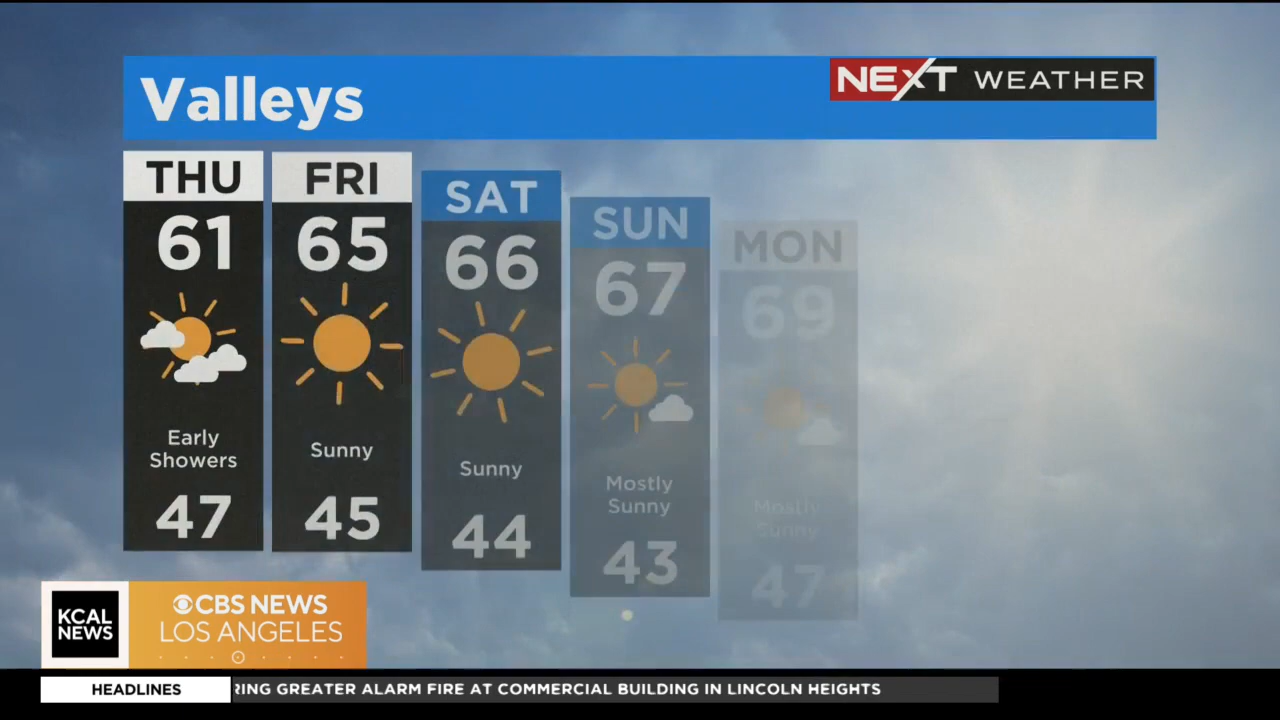 Valleys
NEXT WEATHER
THU
61
Early
Showers
47
FRI
65
Sunny
45
SAT
66
Sunny
44
SUN
67
Mostly
Sunny
43
MON
69
Mostly
Sunny
47
KCAL
NEWS
CBS NEWS
LOS ANGELES
HEADLINES
RING GREATER ALARM FIRE AT COMMERCIAL BUILDING IN LINCOLN HEIGHTS